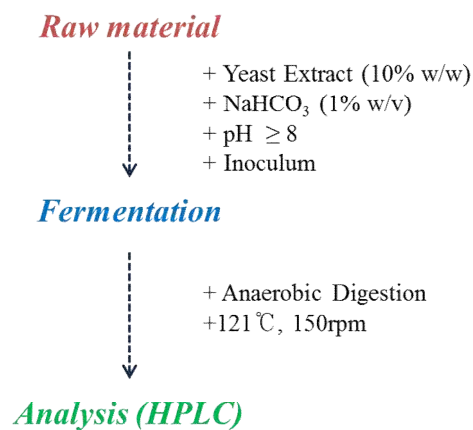 Raw material
+ Yeast Extract (10% w/w)
+ NaHCO₃ (1% w/v)
+ pH ≥ 8
+ Inoculum
Fermentation
+ Anaerobic Digestion
+121℃, 150rpm
Analysis (HPLC)